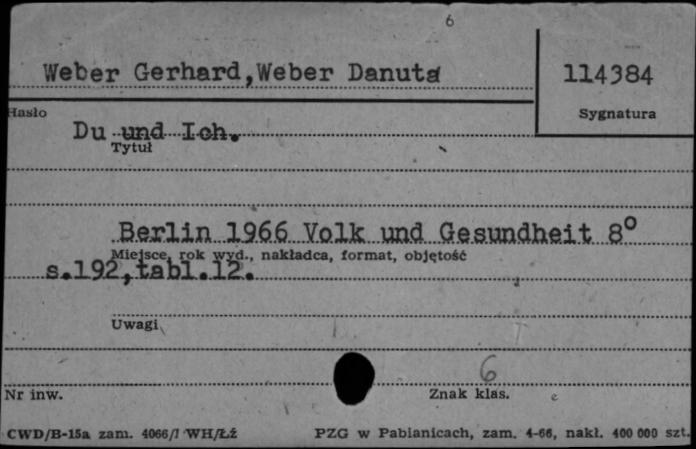 6
Weber Gerhard,Weber Danuta
114384
Hasło
Sygnatura
Du und Ich.
Tytuł
Berlin 1966 Volk und Gesundheit 8°
Miejsce, rok wyd., nakładca, format, objętość
s.192,tabl.12.
Uwagi
6
Nr inw.
Znak klas.
CWD/B-15a zam. 4066/I WH/Łż
PZG w Pabianicach, zam. 4-66, nakł. 400 000 szt.